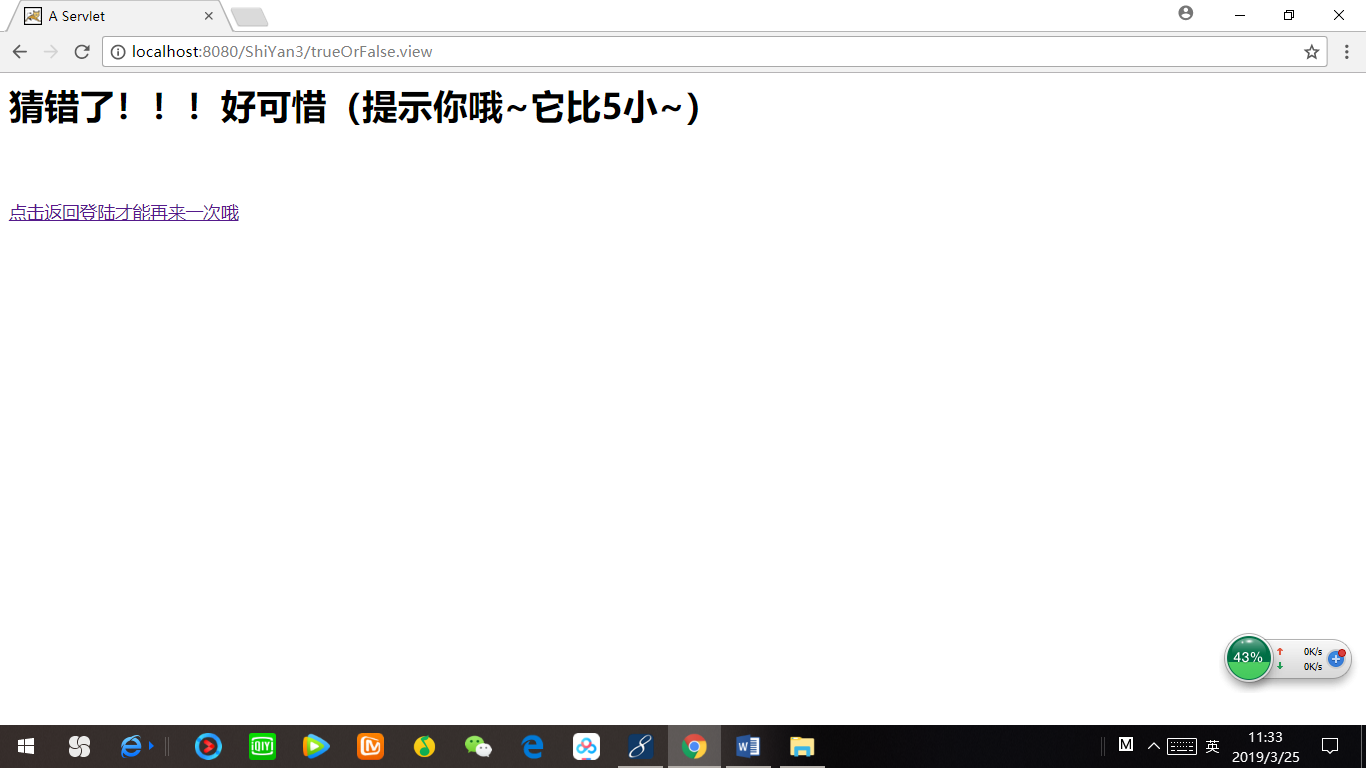 A Servlet
localhost:8080/ShiYan3/trueOrFalse.view
猜错了！！！好可惜（提示你哦~它比5小~）
点击返回登陆才能再来一次哦
43%
0K/s
0K/s
iQIYI
M
英
11:33
2019/3/25